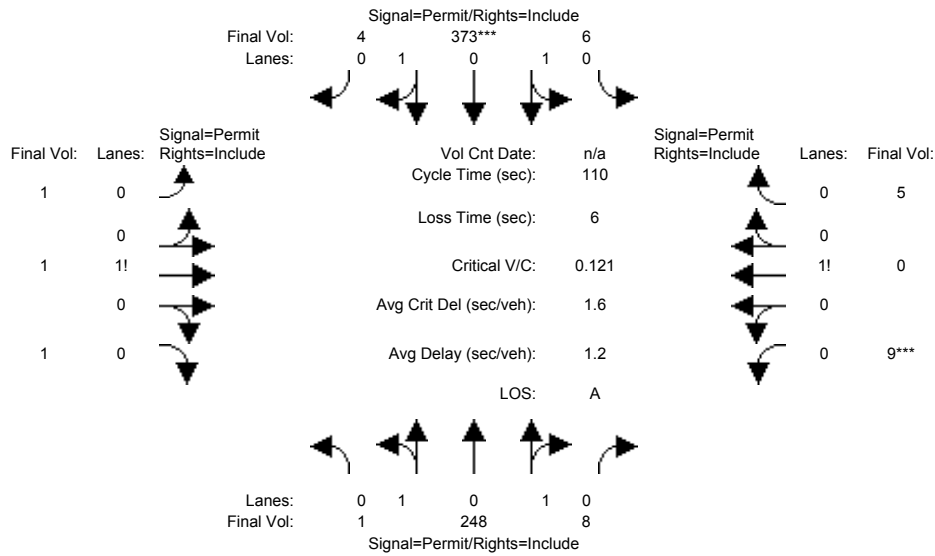 Signal=Permit/Rights=Include
Final Vol: 4 373*** 6
Lanes: 0 1 0 1 0
Signal=Permit Signal=Permit
Final Vol: Lanes: Rights=Include Vol Cnt Date: n/a Rights=Include Lanes: Final Vol:
Cycle Time (sec): 110
1 0 0 5
Loss Time (sec): 6
0 0
1 1! Critical V/C: 0.121 1! 0
0 Avg Crit Del (sec/veh): 1.6 0
1 0 Avg Delay (sec/veh): 1.2 0 9***
LOS: A
Lanes: 0 1 0 1 0
Final Vol: 1 248 8
Signal=Permit/Rights=Include